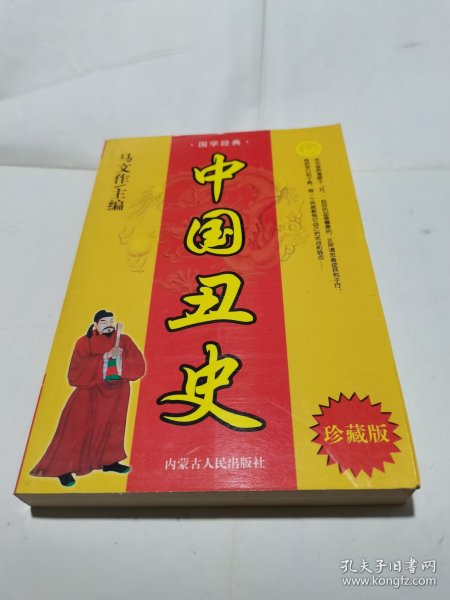 · 国学经典 ·
中国丑史
马文作/主编
珍藏版
内蒙古人民出版社
孔夫子旧书网
www.kongfz.com